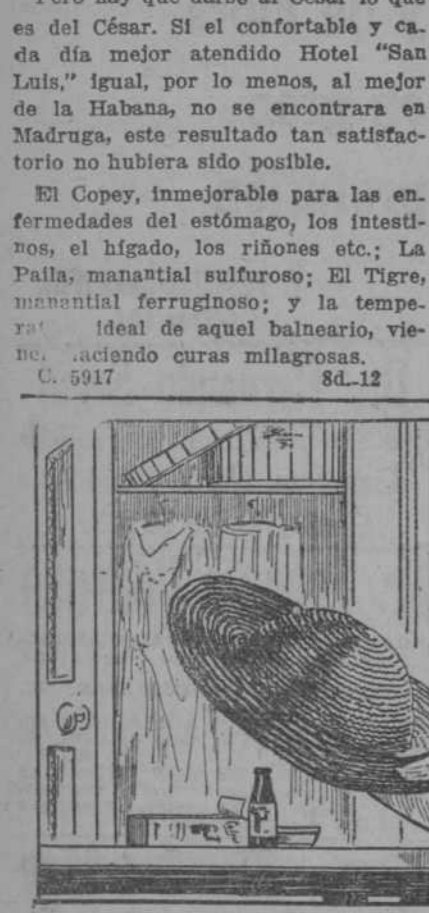 Pero hay que darse al César lo que
es del César. Si el confortable y ca-
da día mejor atendido Hotel "San
Luis," igual, por lo menos, al mejor
de la Habana, no se encontrara en
Madruga, este resultado tan satisfac-
torio no hubiera sido posible.
El Copey, inmejorable para las en-
fermedades del estómago, los intesti-
nos, el hígado, los riñones etc.; La
Paila, manantial sulfuroso; El Tigre,
manantial ferruginoso; y la tempe-
ideal de aquel balneario, vie-
curas milagrosas.
C. 5917 8d-12